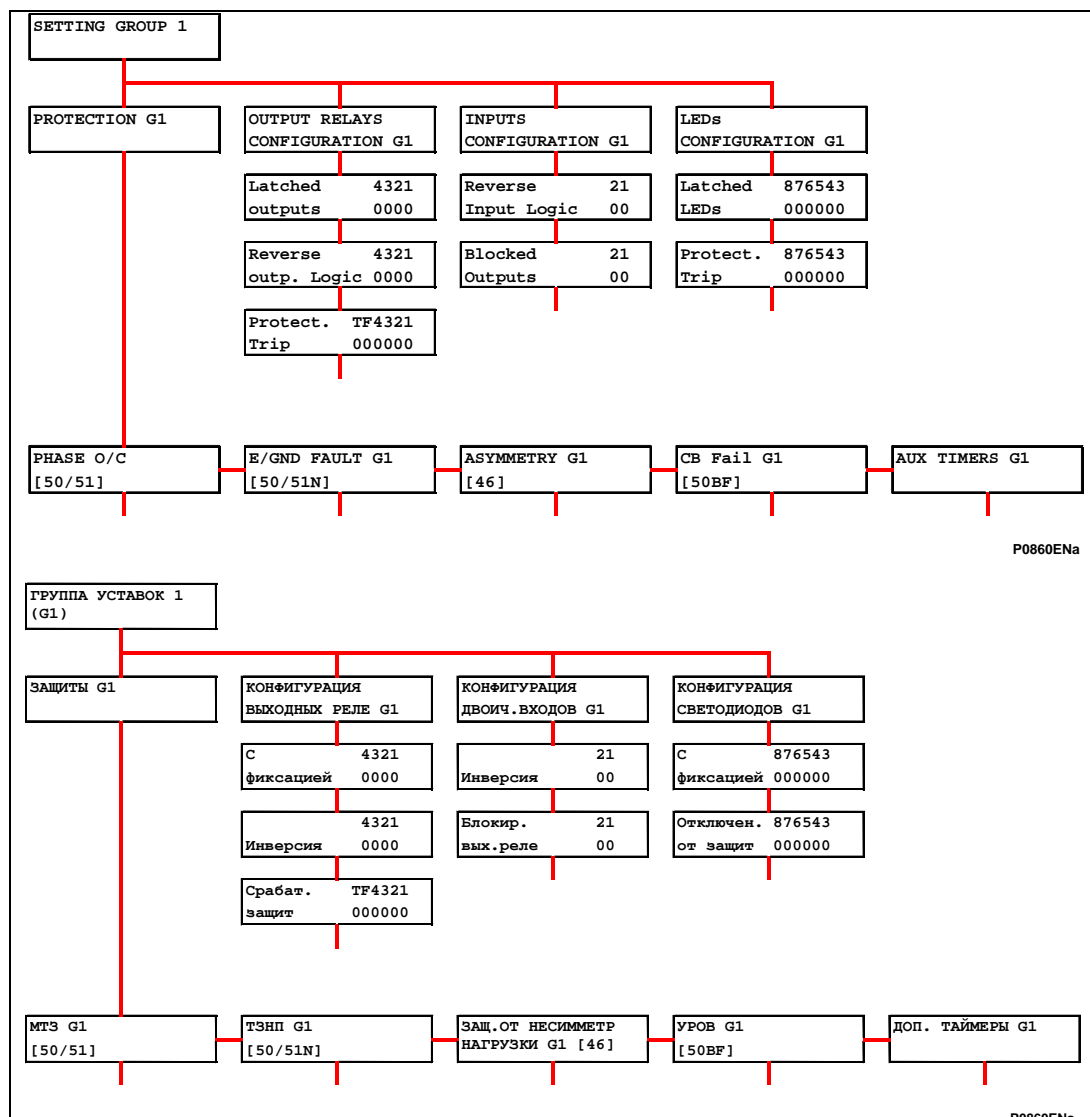 SETTING GROUP 1
PROTECTION G1
OUTPUT RELAYS
CONFIGURATION G1
INPUTS
CONFIGURATION G1
LEDs
CONFIGURATION G1
Latched 4321
outputs 0000
Reverse 21
Input Logic 00
Latched 876543
LEDs 000000
Reverse 4321
outp. Logic 0000
Blocked 21
Outputs 00
Protect. 876543
Trip 000000
Protect. TF4321
Trip 000000
PHASE O/C
[50/51]
E/GND FAULT G1
[50/51N]
ASYMMETRY G1
[46]
CB Fail G1
[50BF]
AUX TIMERS G1
P0860ENa
ГРУППА УСТАВОК 1
(G1)
ЗАЩИТЫ G1
КОНФИГУРАЦИЯ
ВЫХОДНЫХ РЕЛЕ G1
КОНФИГУРАЦИЯ
ДВОИЧ.ВХОДОВ G1
КОНФИГУРАЦИЯ
СВЕТОДИОДОВ G1
С 4321
фиксацией 0000
21
Инверсия 00
С 876543
фиксацией 000000
4321
Инверсия 0000
Блокир. 21
вых.реле 00
Отключен. 876543
от защит 000000
Срабат. TF4321
защит 000000
МТЗ G1
[50/51]
ТЗНП G1
[50/51N]
ЗАЩ.ОТ НЕСИММЕТР
НАГРУЗКИ G1 [46]
УРОВ G1
[50BF]
ДОП. ТАЙМЕРЫ G1
P0860ENa